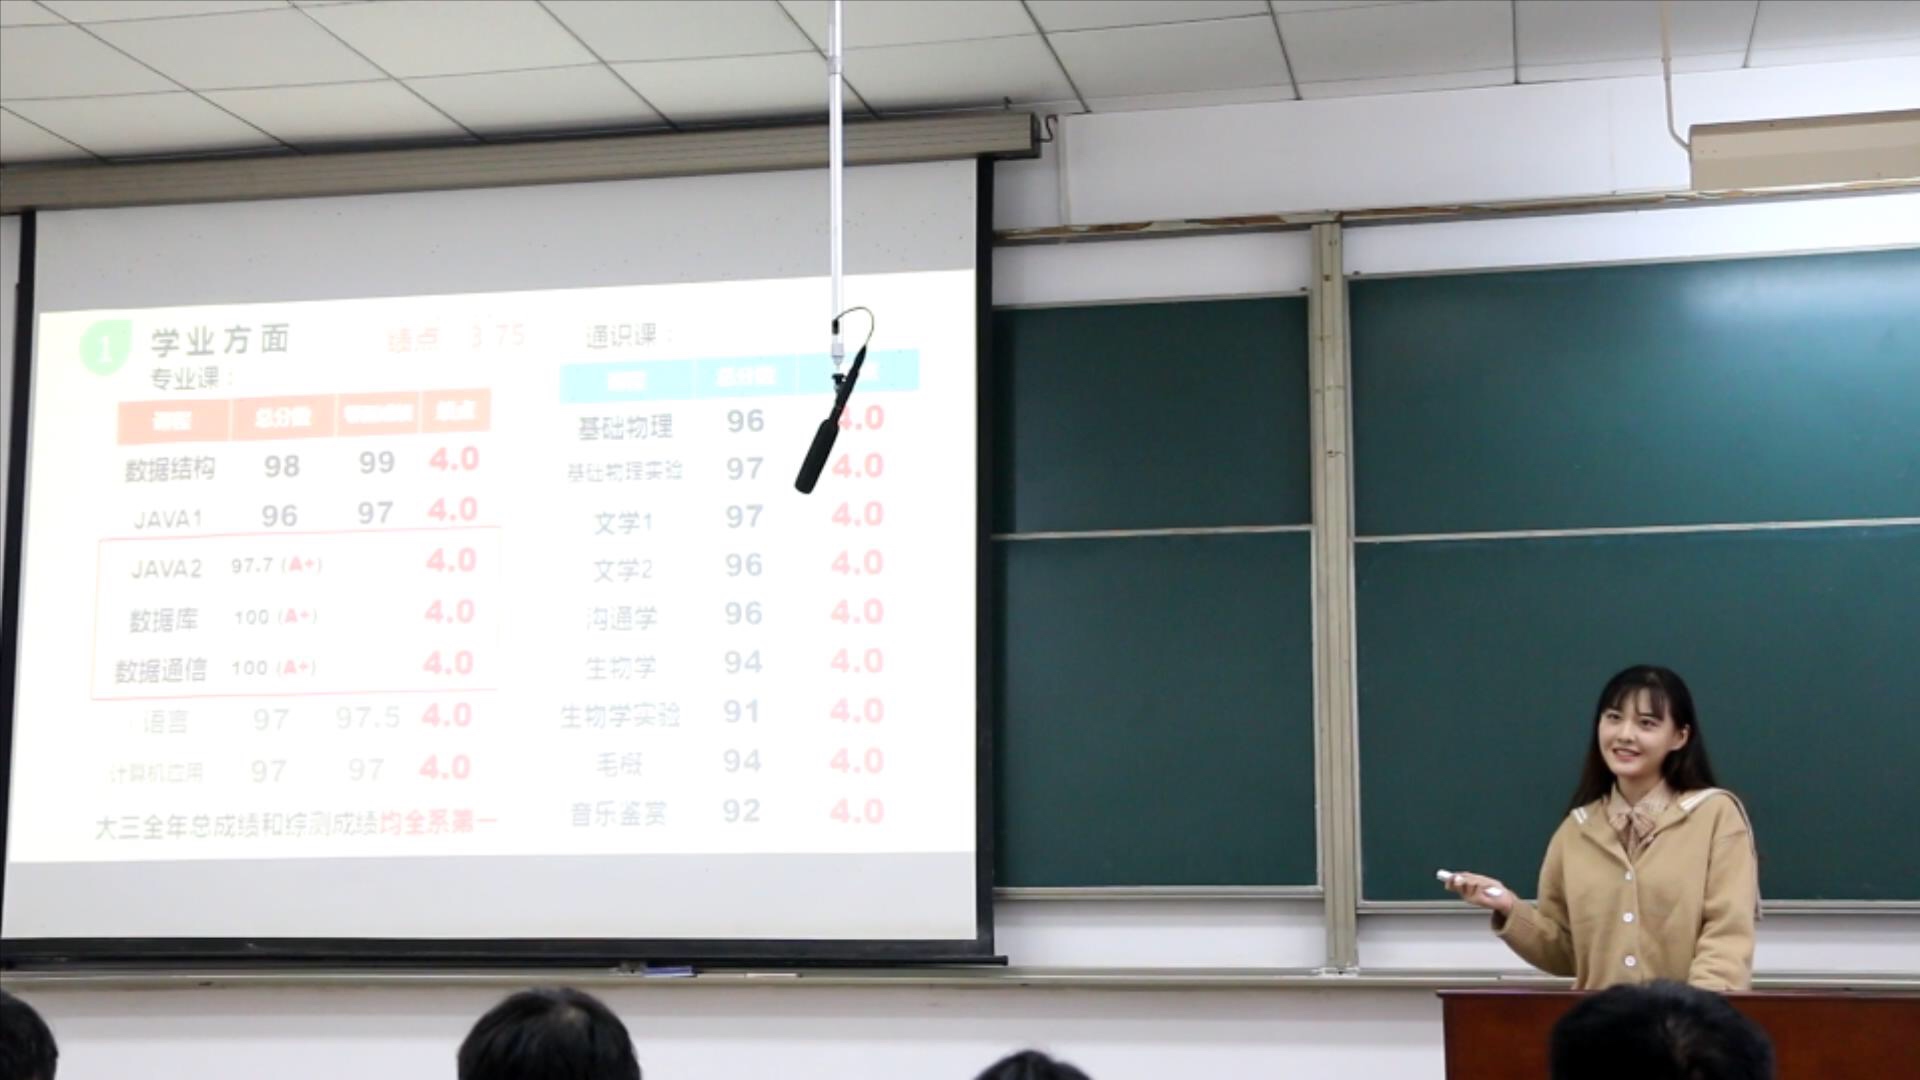 1 学业方面 绩点 3.75
专业课：
课程 总分数 绩点
数据结构 98 99 4.0
JAVA1 96 97 4.0
JAVA2 97.7 (A+) 4.0
数据库 100 (A+) 4.0
数据通信 100 (A+) 4.0
语言 97 97.5 4.0
计算机应用 97 97 4.0
大三全年总成绩和综测成绩均全系第一
通识课：
课程 总分数
基础物理 96 4.0
基础物理实验 97 4.0
文学1 97 4.0
文学2 96 4.0
沟通学 96 4.0
生物学 94 4.0
生物学实验 91 4.0
毛概 94 4.0
音乐鉴赏 92 4.0